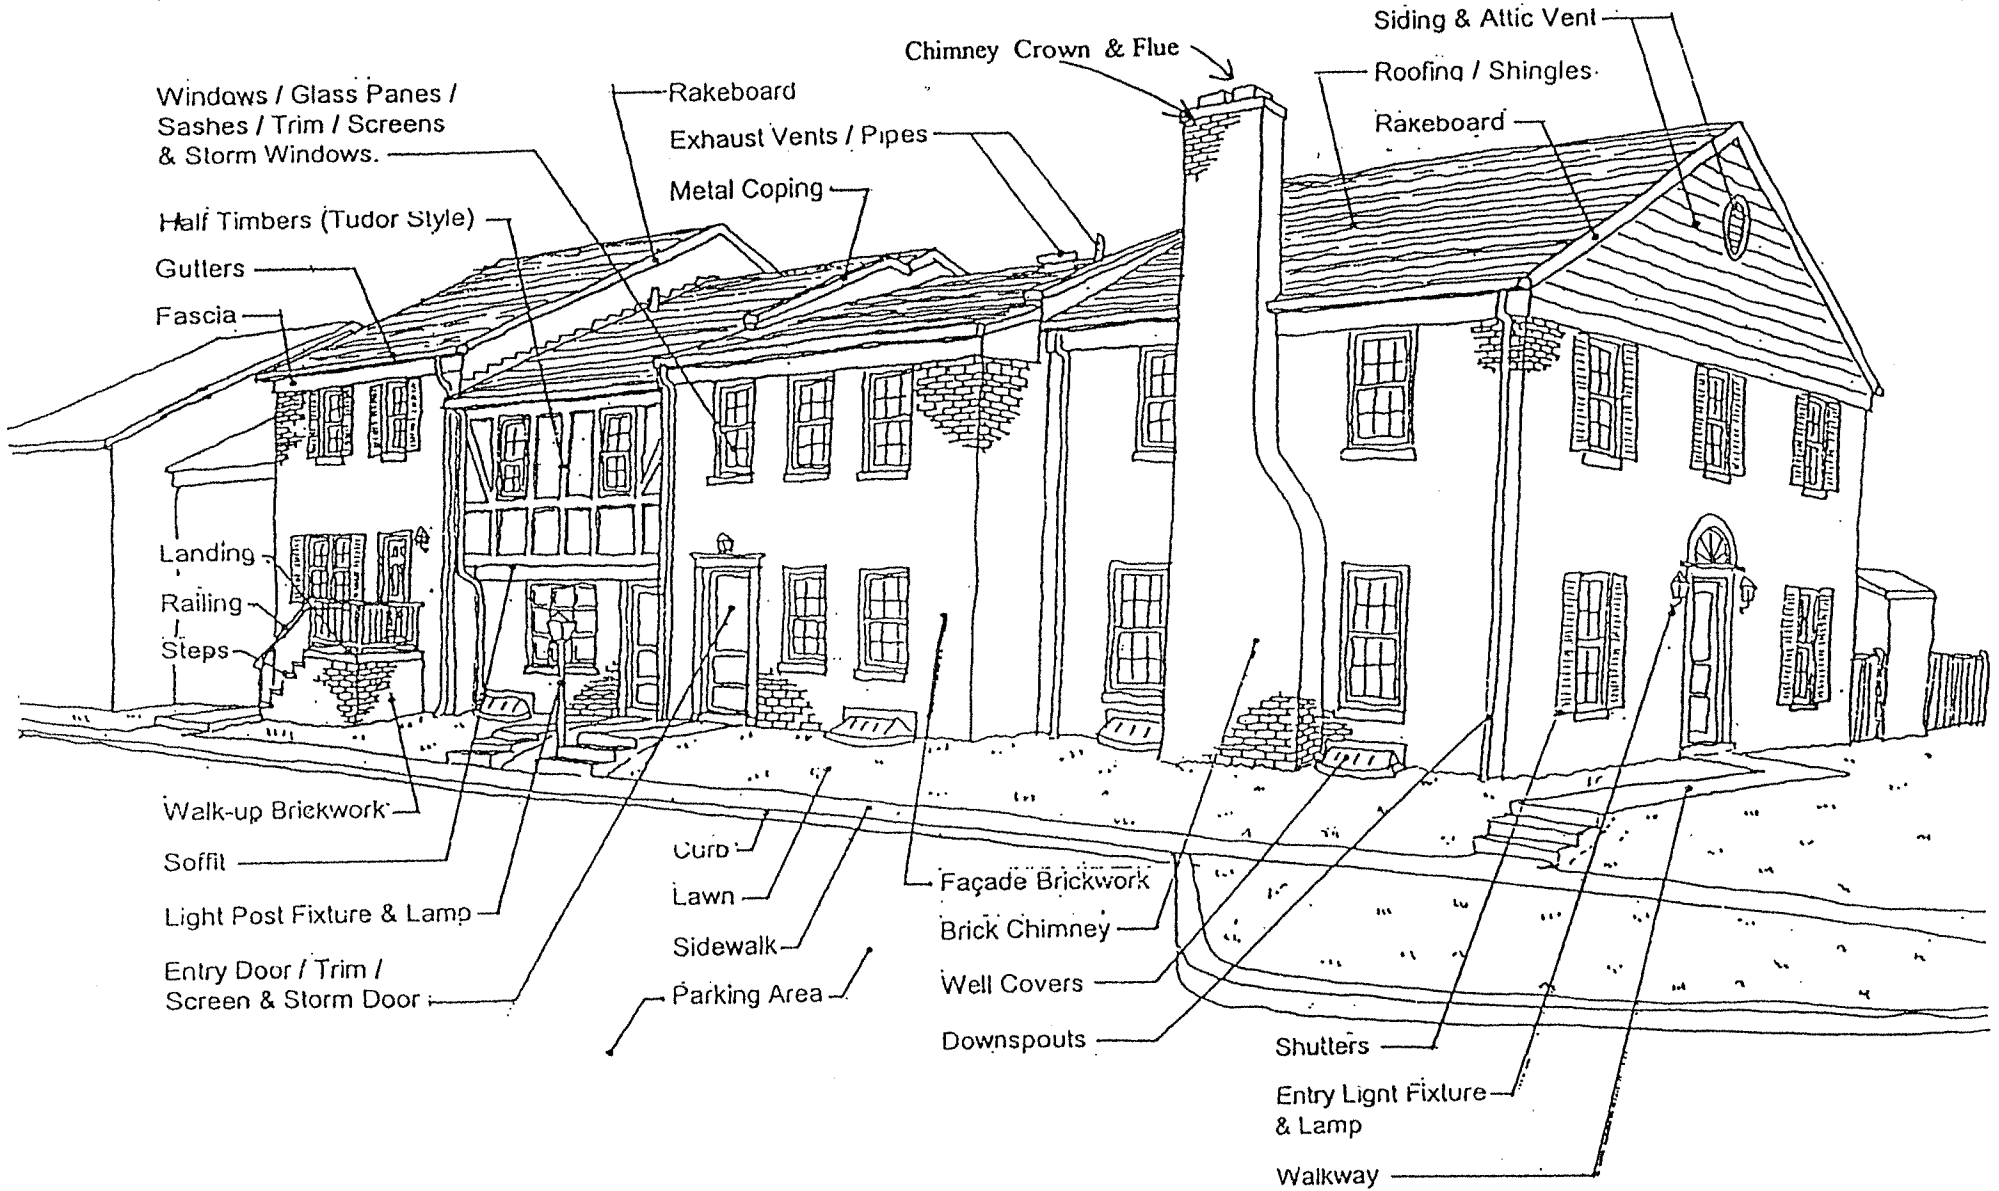 Siding & Attic Vent
Chimney Crown & Flue
Roofing / Shingles
Rakeboard
Windows / Glass Panes /
Sashes / Trim / Screens
& Storm Windows.
Rakeboard
Exhaust Vents / Pipes
Metal Coping
Half Timbers (Tudor Style)
Gutters
Fascia
Landing
Railing
Steps
Walk-up Brickwork
Soffit
Light Post Fixture & Lamp
Entry Door / Trim /
Screen & Storm Door
Curb
Lawn
Sidewalk
Parking Area
Façade Brickwork
Brick Chimney
Well Covers
Downspouts
Shutters
Entry Light Fixture
& Lamp
Walkway